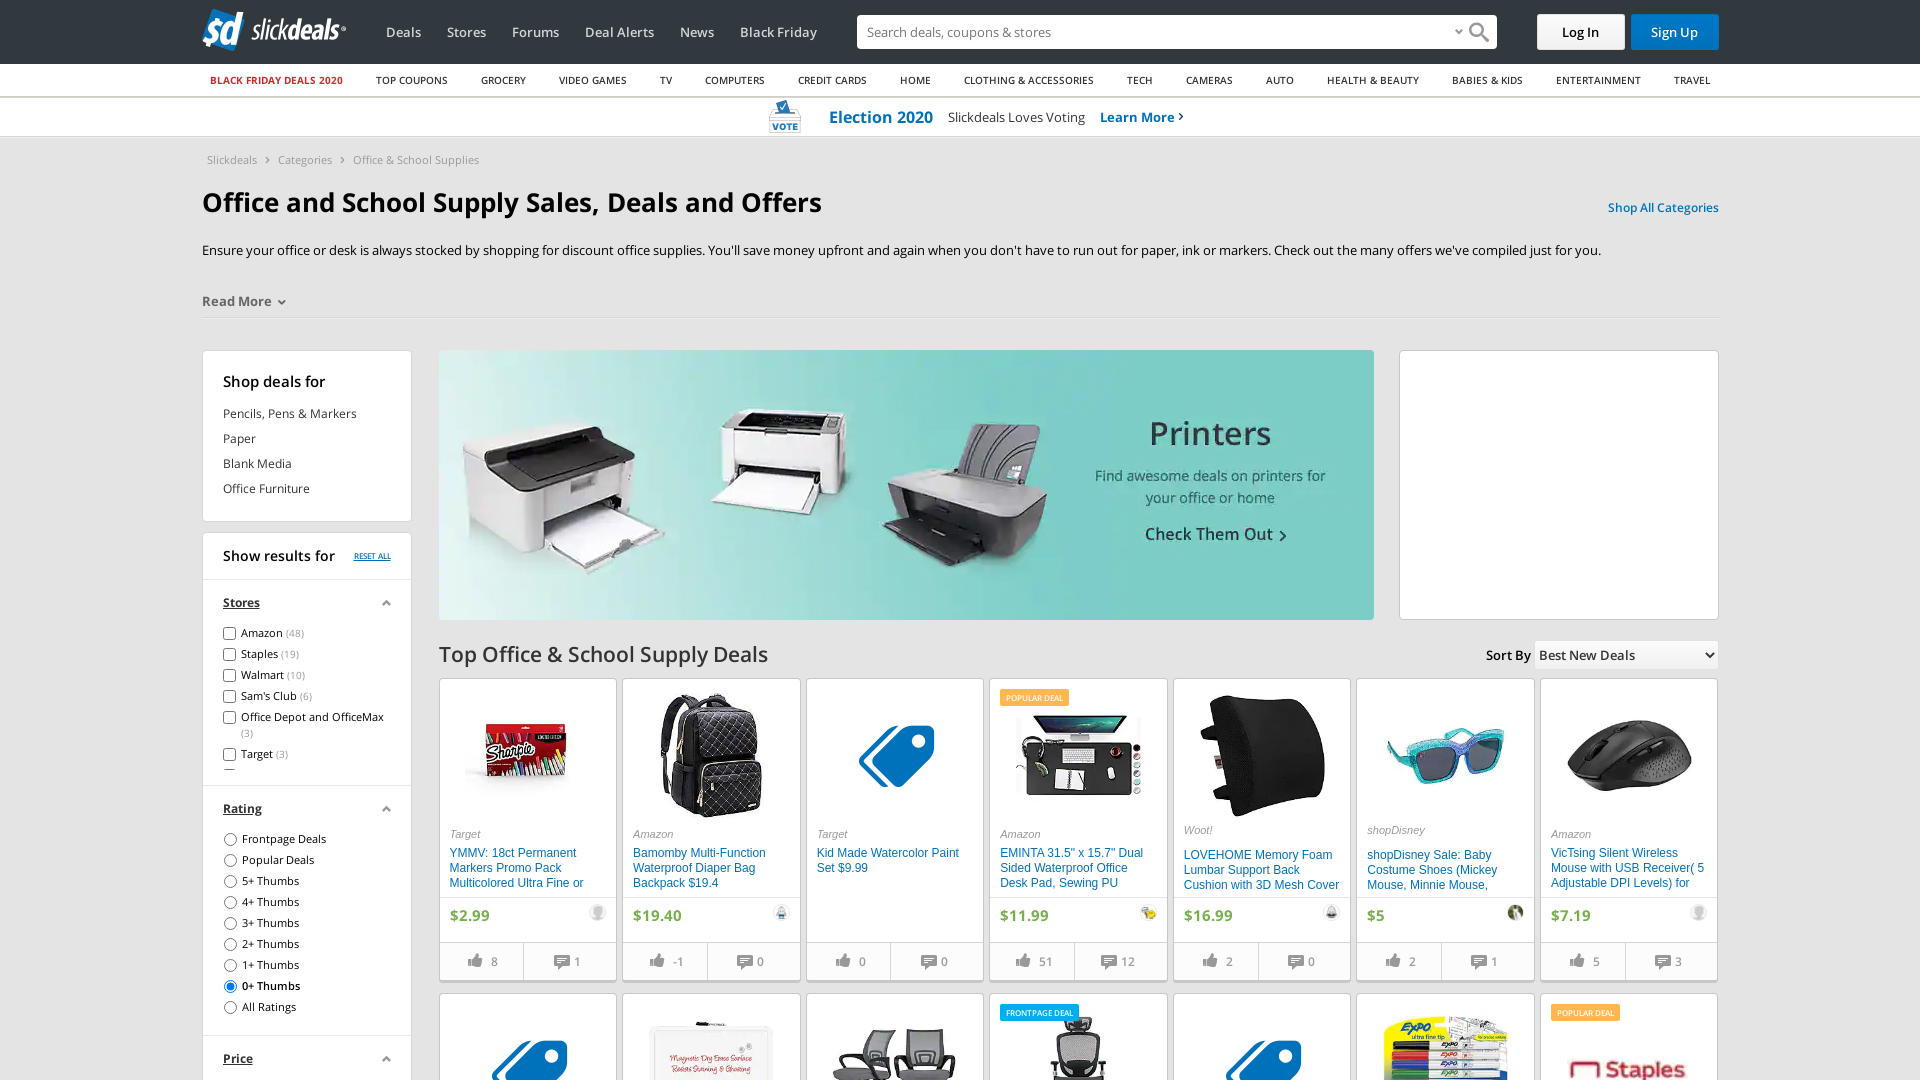 sd slickdeals
Deals
Stores
Forums
Deal Alerts
News
Black Friday
Search deals, coupons & stores
Log In
Sign Up
BLACK FRIDAY DEALS 2020
TOP COUPONS
GROCERY
VIDEO GAMES
TV
COMPUTERS
CREDIT CARDS
HOME
CLOTHING & ACCESSORIES
TECH
CAMERAS
AUTO
HEALTH & BEAUTY
BABIES & KIDS
ENTERTAINMENT
TRAVEL
VOTE
Election 2020 Slickdeals Loves Voting Learn More
Slickdeals > Categories > Office & School Supplies
Office and School Supply Sales, Deals and Offers
Shop All Categories
Ensure your office or desk is always stocked by shopping for discount office supplies. You'll save money upfront and again when you don't have to run out for paper, ink or markers. Check out the many offers we've compiled just for you.
Read More
Shop deals for
Pencils, Pens & Markers
Paper
Blank Media
Office Furniture
Show results for
RESET ALL
Stores
Amazon (48)
Staples (19)
Walmart (10)
Sam's Club (6)
Office Depot and OfficeMax
(3)
Target (3)
Rating
Frontpage Deals
Popular Deals
5+ Thumbs
4+ Thumbs
3+ Thumbs
2+ Thumbs
1+ Thumbs
0+ Thumbs
All Ratings
Price
Printers
Find awesome deals on printers for
your office or home
Check Them Out
Top Office & School Supply Deals
Sort By Best New Deals
Sharpie
Target
YMMV: 18ct Permanent
Markers Promo Pack
Multicolored Ultra Fine or
$2.99
8
1
Amazon
Bamomby Multi-Function
Waterproof Diaper Bag
Backpack $19.4
$19.40
-1
0
Target
Kid Made Watercolor Paint
Set $9.99
0
0
POPULAR DEAL
Amazon
EMINTA 31.5" x 15.7" Dual
Sided Waterproof Office
Desk Pad, Sewing PU
$11.99
51
12
Woot!
LOVEHOME Memory Foam
Lumbar Support Back
Cushion with 3D Mesh Cover
$16.99
2
0
shopDisney
shopDisney Sale: Baby
Costume Shoes (Mickey
Mouse, Minnie Mouse,
$5
2
1
Amazon
VicTsing Silent Wireless
Mouse with USB Receiver( 5
Adjustable DPI Levels) for
$7.19
5
3
Magnetic Dry Erase Surface
Resists Staining & Ghosting
FRONTPAGE DEAL
EXPO
ultra fine tip
EXPO
EXPO
EXPO
POPULAR DEAL
Staples